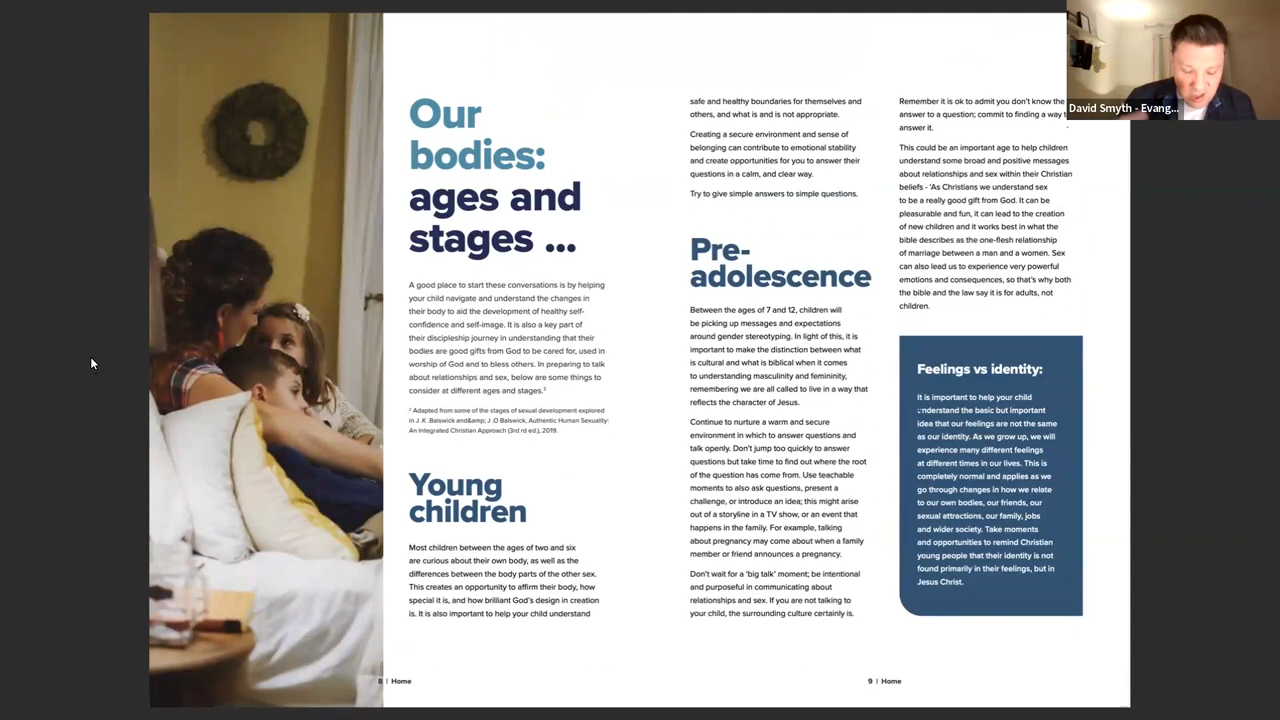 Our
bodies:
ages and
stages ...
A good place to start these conversations is by helping
your child navigate and understand the changes in
their body to aid the development of healthy self-
confidence and self-image. It is also a key part of
their discipleship journey in understanding that their
bodies are good gifts from God to be cared for, used in
worship of God and to bless others. In preparing to talk
about relationships and sex, below are some things to
consider at different ages and stages.²
² Adapted from some of the stages of sexual development explored
in J .K .Balswick and&amp; J .O Balswick, Authentic Human Sexuality:
An Integrated Christian Approach (3rd rd ed.), 2019.
Young
children
Most children between the ages of two and six
are curious about their own body, as well as the
differences between the body parts of the other sex.
This creates an opportunity to affirm their body, how
special it is, and how brilliant God's design in creation
is. It is also important to help your child understand
8 | Home
safe and healthy boundaries for themselves and
others, and what is and is not appropriate.
Creating a secure environment and sense of
belonging can contribute to emotional stability
and create opportunities for you to answer their
questions in a calm, and clear way.
Try to give simple answers to simple questions.
Pre-
adolescence
Between the ages of 7 and 12, children will
be picking up messages and expectations
around gender stereotyping. In light of this, it is
important to make the distinction between what
is cultural and what is biblical when it comes
to understanding masculinity and femininity,
remembering we are all called to live in a way that
reflects the character of Jesus.
Continue to nurture a warm and secure
environment in which to answer questions and
talk openly. Don't jump too quickly to answer
questions but take time to find out where the root
of the question has come from. Use teachable
moments to also ask questions, present a
challenge, or introduce an idea; this might arise
out of a storyline in a TV show, or an event that
happens in the family. For example, talking
about pregnancy may come about when a family
member or friend announces a pregnancy.
Don't wait for a 'big talk' moment; be intentional
and purposeful in communicating about
relationships and sex. If you are not talking to
your child, the surrounding culture certainly is.
Remember it is ok to admit you don't know the
answer to a question; commit to finding a way
answer it.
This could be an important age to help children
understand some broad and positive messages
about relationships and sex within their Christian
beliefs - 'As Christians we understand sex
to be a really good gift from God. It can be
pleasurable and fun, it can lead to the creation
of new children and it works best in what the
bible describes as the one-flesh relationship
of marriage between a man and a women. Sex
can also lead us to experience very powerful
emotions and consequences, so that's why both
the bible and the law say it is for adults, not
children.
Feelings vs identity:
It is important to help your child
understand the basic but important
idea that our feelings are not the same
as our identity. As we grow up, we will
experience many different feelings
at different times in our lives. This is
completely normal and applies as we
go through changes in how we relate
to our own bodies, our friends, our
sexual attractions, our family, jobs
and wider society. Take moments
and opportunities to remind Christian
young people that their identity is not
found primarily in their feelings, but in
Jesus Christ.
9 | Home
David Smyth - Evang...